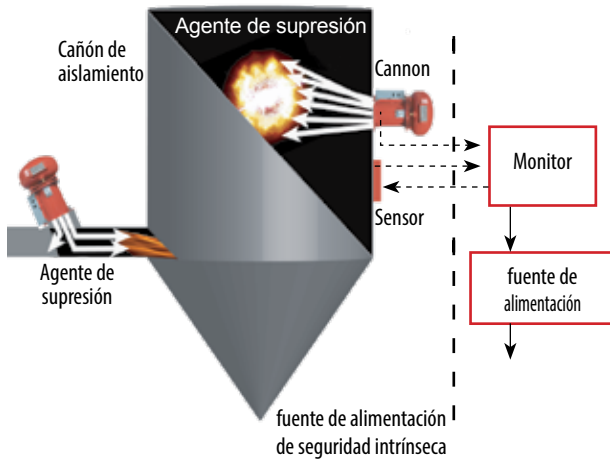 Agente de supresión
Cañón de
aislamiento
Cannon
Monitor
Sensor
Agente de
supresión
fuente de
alimentación
fuente de alimentación
de seguridad intrínseca